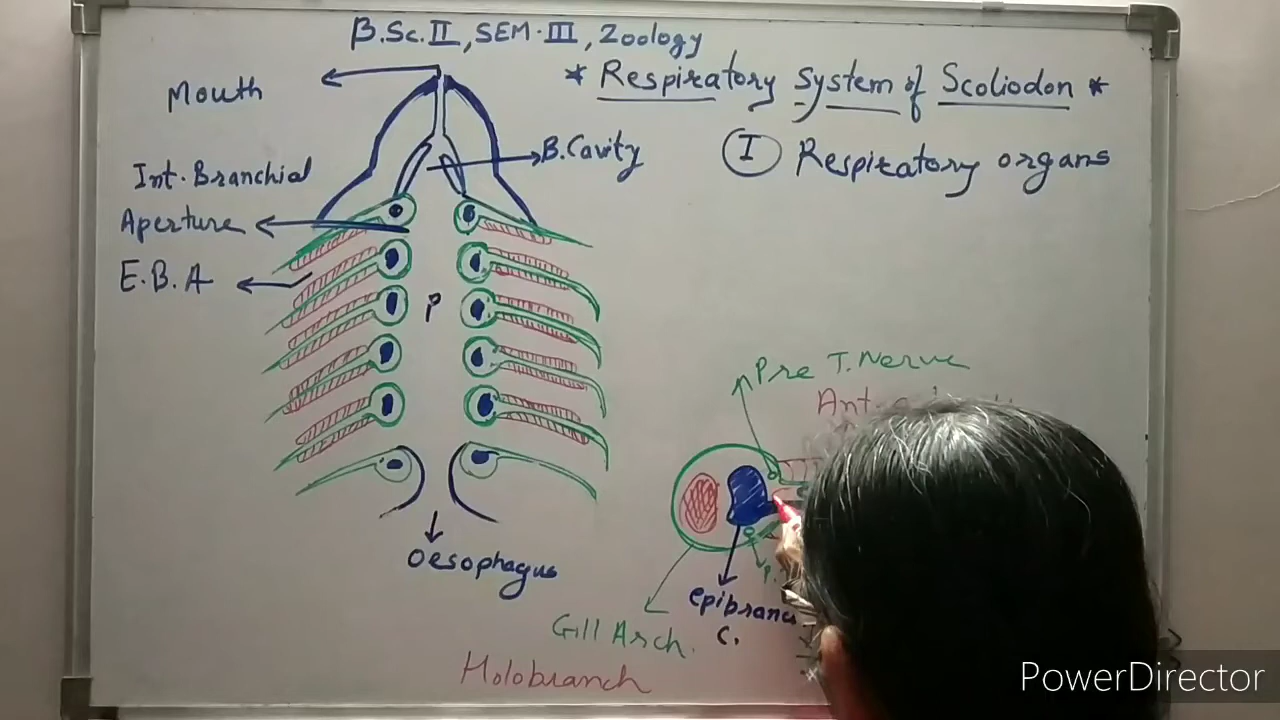 B.Sc.II, SEM.III, Zoology
* Respiratory System of Scoliodon *
Mouth
B.Cavity
I Respiratory organs
Int. Branchial
Aperture
E.B.A
P
Pre T. Nerve
Ant.
Oesophagus
P.
epibranc
C.
Gill Arch.
Holobranch
PowerDirector